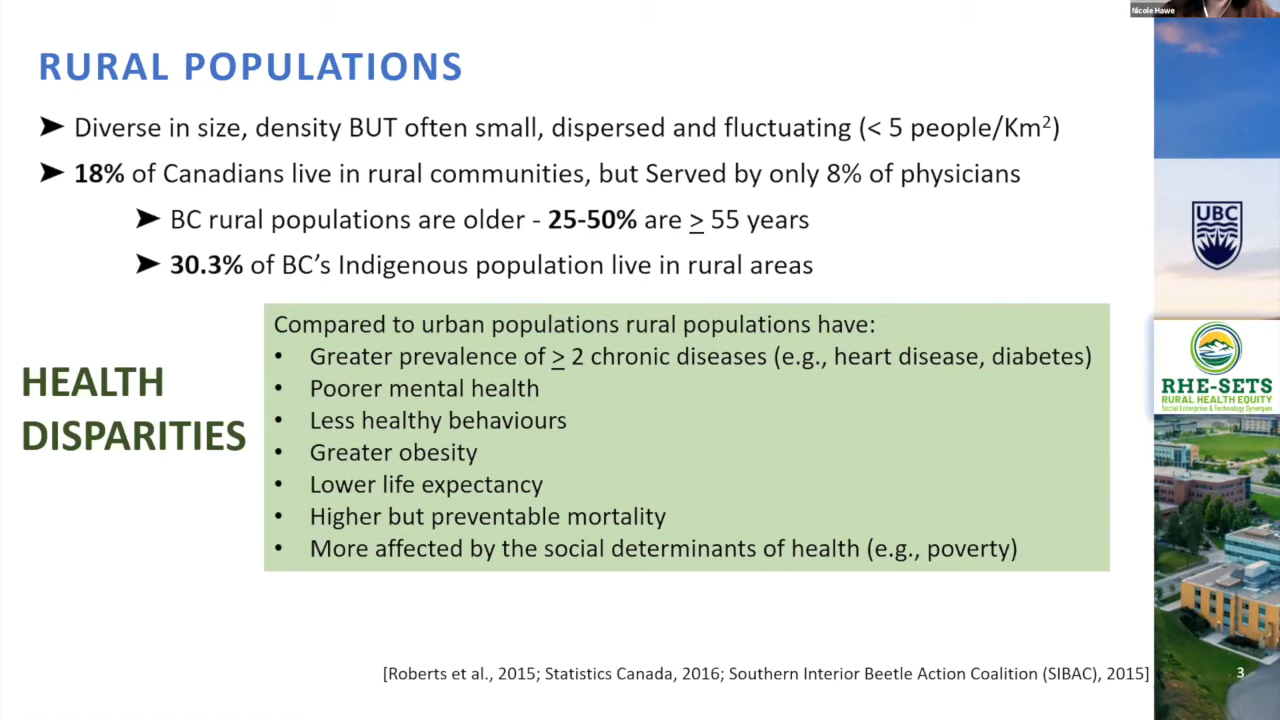 Nicole Hawe
RURAL POPULATIONS
➤ Diverse in size, density BUT often small, dispersed and fluctuating (< 5 people/Km²)
➤ 18% of Canadians live in rural communities, but Served by only 8% of physicians
➤ BC rural populations are older - 25-50% are ≥ 55 years
➤ 30.3% of BC’s Indigenous population live in rural areas
UBC
HEALTH
DISPARITIES
Compared to urban populations rural populations have:
• Greater prevalence of ≥ 2 chronic diseases (e.g., heart disease, diabetes)
• Poorer mental health
• Less healthy behaviours
• Greater obesity
• Lower life expectancy
• Higher but preventable mortality
• More affected by the social determinants of health (e.g., poverty)
RHE-SETS
RURAL HEALTH EQUITY
Social Enterprise & Technology Synergies
[Roberts et al., 2015; Statistics Canada, 2016; Southern Interior Beetle Action Coalition (SIBAC), 2015]
3